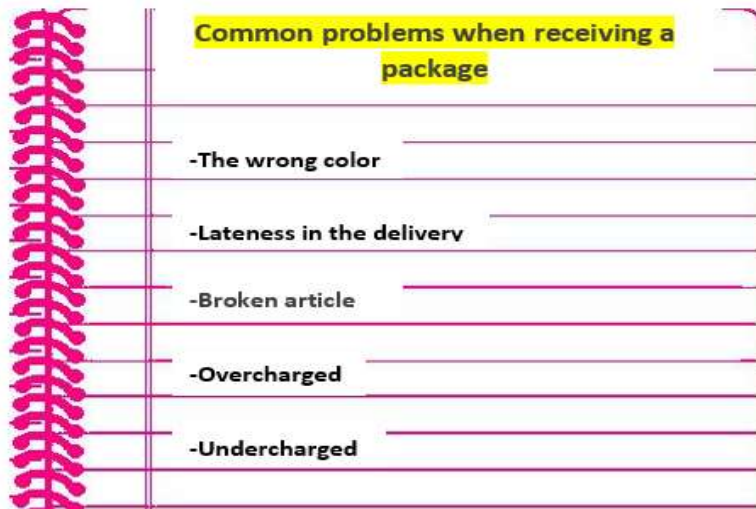 Common problems when receiving a
package
-The wrong color
-Lateness in the delivery
-Broken article
-Overcharged
-Undercharged